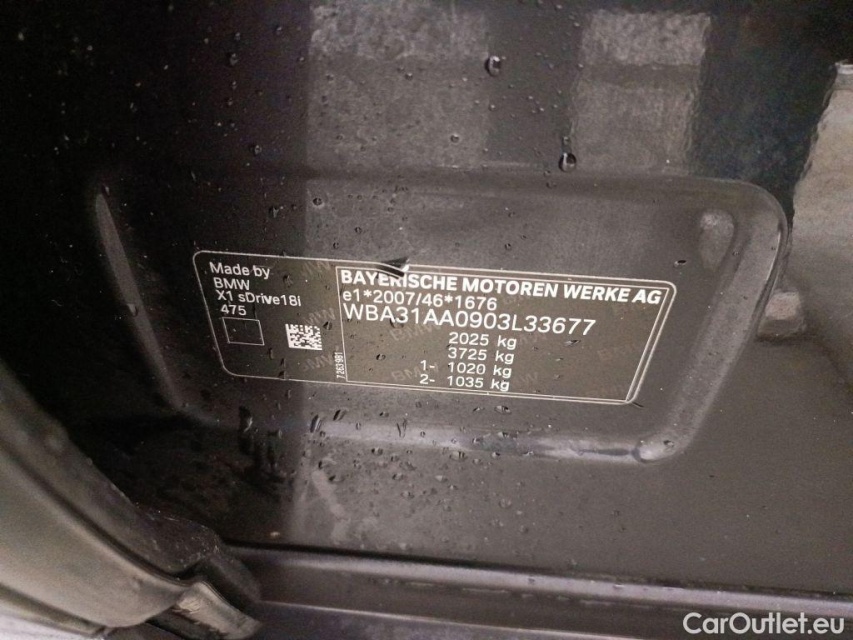 Made by
BMW
X1 sDrive18i
475
7263981
BAYERISCHE MOTOREN WERKE AG
e1*2007/46*1676
WBA31AA0903L33677
2025 kg
3725 kg
1- 1020 kg
2- 1035 kg
CarOutlet.eu